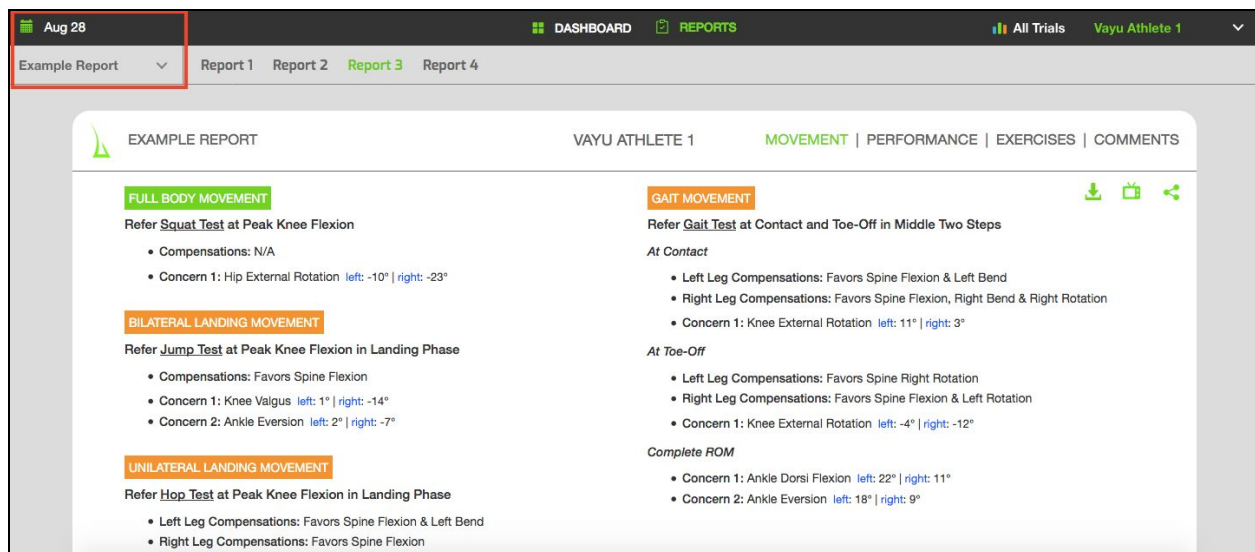 Aug 28
DASHBOARD
REPORTS
All Trials
Vayu Athlete 1
Example Report
Report 1
Report 2
Report 3
Report 4
EXAMPLE REPORT
VAYU ATHLETE 1
MOVEMENT | PERFORMANCE | EXERCISES | COMMENTS
FULL BODY MOVEMENT
Refer Squat Test at Peak Knee Flexion
• Compensations: N/A
• Concern 1: Hip External Rotation left: -10° | right: -23°
BILATERAL LANDING MOVEMENT
Refer Jump Test at Peak Knee Flexion in Landing Phase
• Compensations: Favors Spine Flexion
• Concern 1: Knee Valgus left: 1° | right: -14°
• Concern 2: Ankle Eversion left: 2° | right: -7°
UNILATERAL LANDING MOVEMENT
Refer Hop Test at Peak Knee Flexion in Landing Phase
• Left Leg Compensations: Favors Spine Flexion & Left Bend
• Right Leg Compensations: Favors Spine Flexion
GAIT MOVEMENT
Refer Gait Test at Contact and Toe-Off in Middle Two Steps
At Contact
• Left Leg Compensations: Favors Spine Flexion & Left Bend
• Right Leg Compensations: Favors Spine Flexion, Right Bend & Right Rotation
• Concern 1: Knee External Rotation left: 11° | right: 3°
At Toe-Off
• Left Leg Compensations: Favors Spine Right Rotation
• Right Leg Compensations: Favors Spine Flexion & Left Rotation
• Concern 1: Knee External Rotation left: -4° | right: -12°
Complete ROM
• Concern 1: Ankle Dorsi Flexion left: 22° | right: 11°
• Concern 2: Ankle Eversion left: 18° | right: 9°